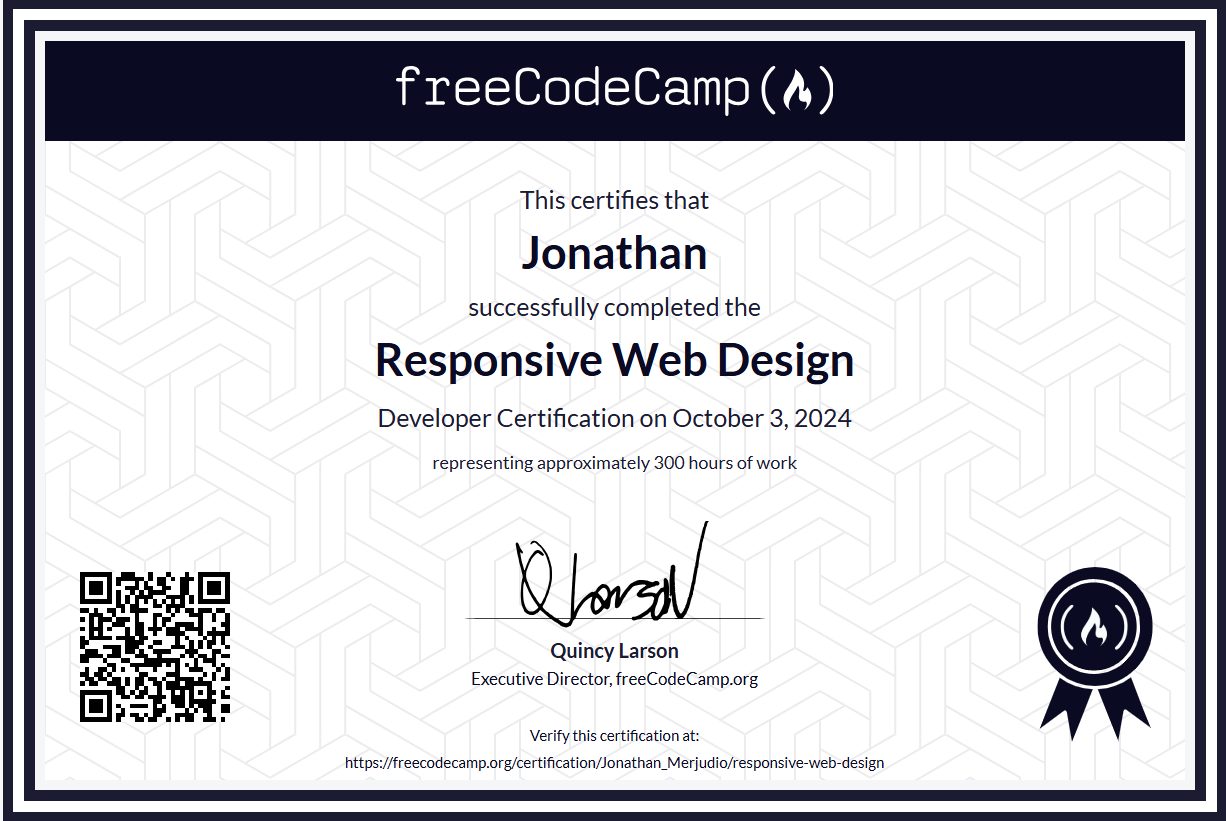 freeCodeCamp
This certifies that
Jonathan
successfully completed the
Responsive Web Design
Developer Certification on October 3, 2024
representing approximately 300 hours of work
Quincy Larson
Executive Director, freeCodeCamp.org
Verify this certification at:
https://freecodecamp.org/certification/Jonathan_Merjudio/responsive-web-design